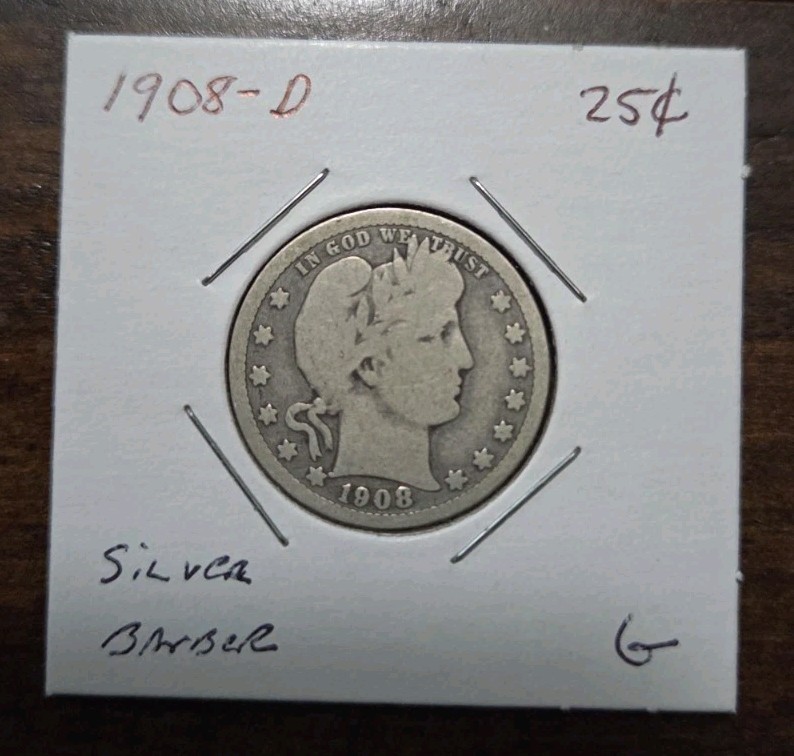 1908-D 25¢
IN GOD WE TRUST
1908
SILVER
BARBER G